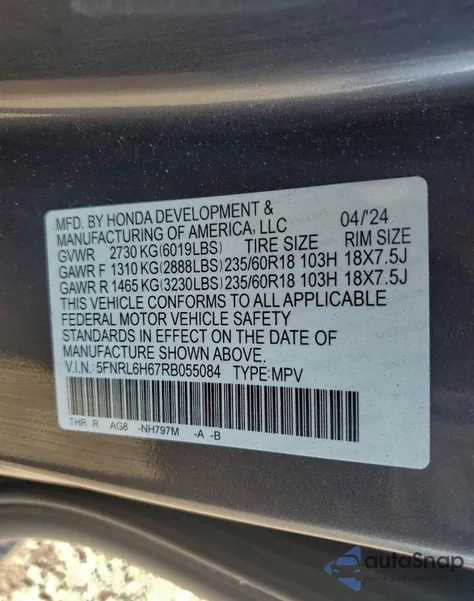 MFD. BY HONDA DEVELOPMENT &
MANUFACTURING OF AMERICA, LLC 04/'24
GVWR 2730 KG(6019LBS) TIRE SIZE RIM SIZE
GAWR F 1310 KG(2888LBS) 235/60R18 103H 18X7.5J
GAWR R 1465 KG(3230LBS) 235/60R18 103H 18X7.5J
THIS VEHICLE CONFORMS TO ALL APPLICABLE
FEDERAL MOTOR VEHICLE SAFETY
STANDARDS IN EFFECT ON THE DATE OF
MANUFACTURE SHOWN ABOVE.
V.I.N.: 5FNRL6H67RB055084 TYPE:MPV
THR R AG8 -NH797M -A -B
autoSnap